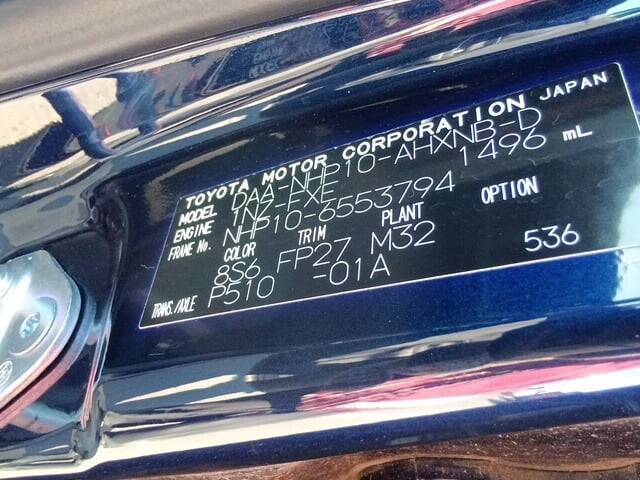 TOYOTA MOTOR CORPORATION JAPAN
MODEL DAA-NHP10-AHXNB-D
ENGINE 1NZ-FXE 1496 mL
FRAME No. NHP10-6553794
COLOR TRIM PLANT OPTION
8S6 FP27 M32 536
TRANS./AXLE P510 -01A